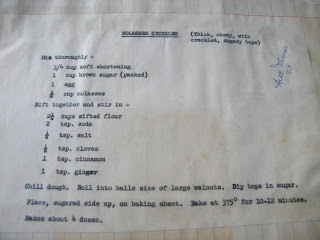 MOLASSES CRINKLES
(Thick, chewy, with
crackled, sugary tops)
Mix thoroughly -
3/4 cup soft shortening
1 cup brown sugar (packed)
1 egg
¼ cup molasses
Sift together and stir in -
2¼ cups sifted flour
2 tsp. soda
¼ tsp. salt
½ tsp. cloves
1 tsp. cinnamon
1 tsp. ginger
Chill dough. Roll into balls size of large walnuts. Dip tops in sugar.
Place, sugared side up, on baking sheet. Bake at 375° for 10-12 minutes.
Makes about 4 dozen.